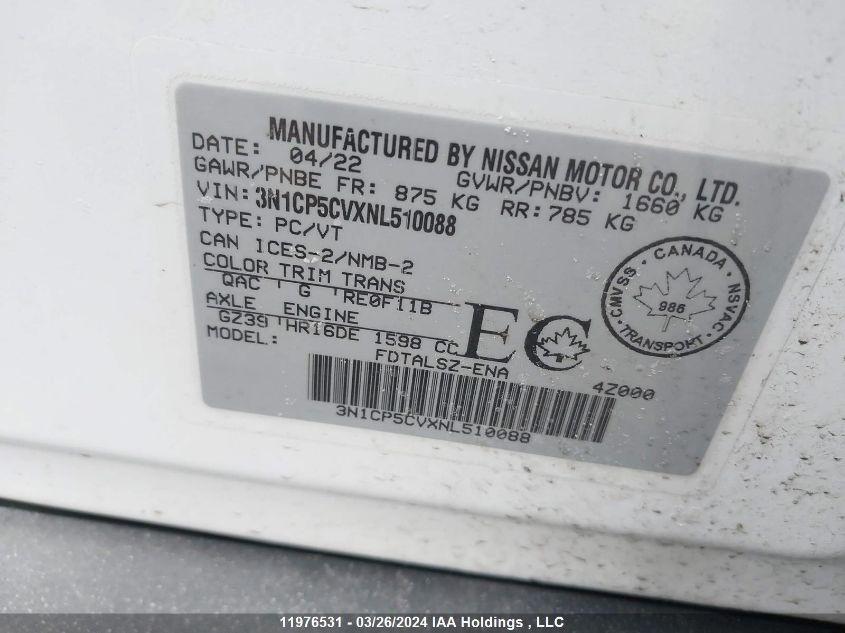 MANUFACTURED BY NISSAN MOTOR CO., LTD.
DATE: 04/22 GVWR/PNBV: 1660 KG
GAWR/PNBE FR: 875 KG RR: 785 KG
VIN: 3N1CP5CVXNL510088
TYPE: PC/VT
CAN ICES-2/NMB-2
COLOR TRIM TRANS
QAC G RE0F11B
AXLE ENGINE
GZ39 HR16DE 1598 CC
MODEL: FDTALSZ-ENA
EC
4Z000
3N1CP5CVXNL510088
CANADA
CMVSS · NSVAC
986
TRANSPORT
11976531 - 03/26/2024 IAA Holdings , LLC